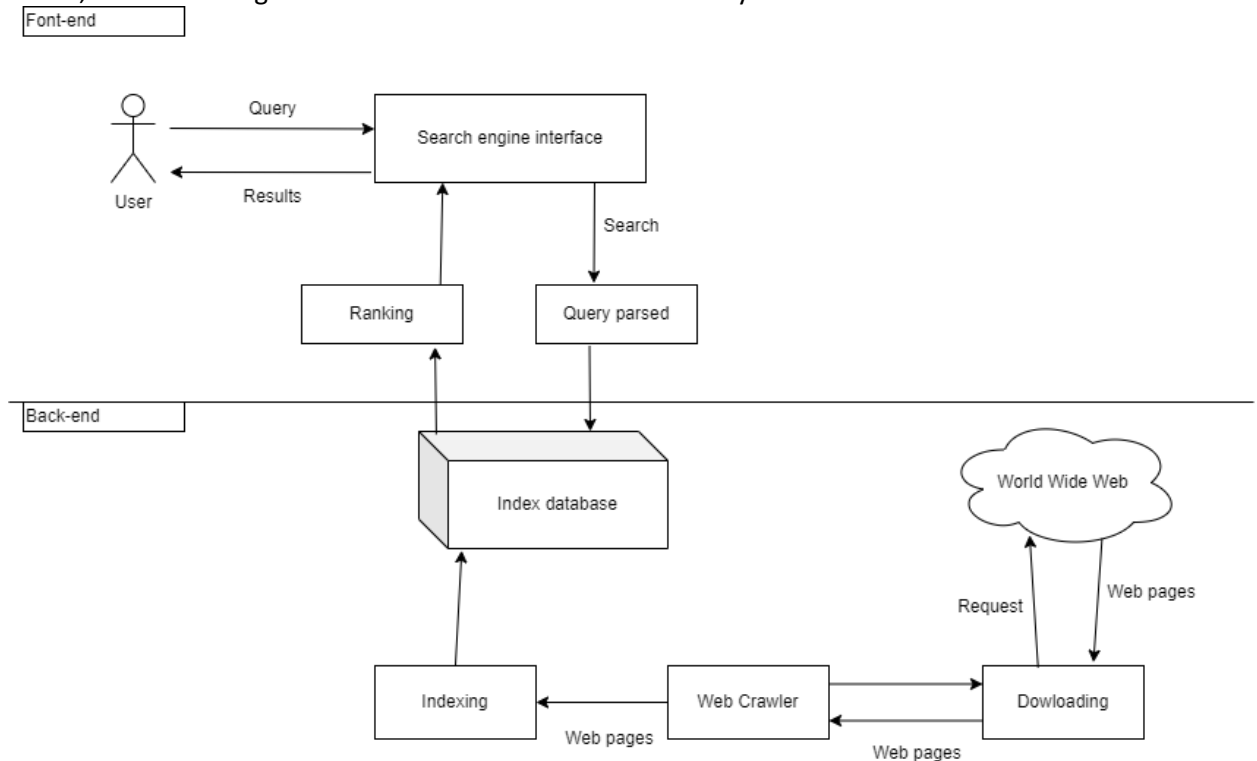 Font-end
Query
Search engine interface
Results
User
Search
Ranking
Query parsed
Back-end
World Wide Web
Index database
Web pages
Request
Indexing
Web Crawler
Dowloading
Web pages
Web pages